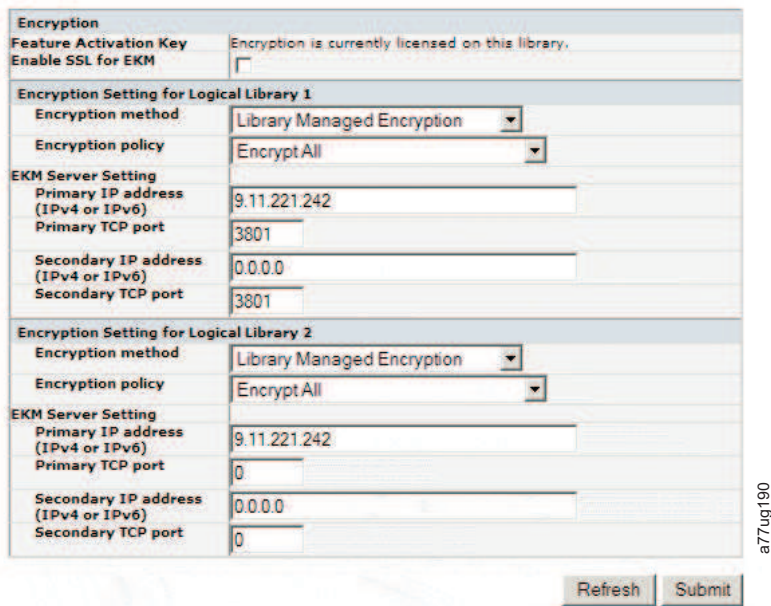 Encryption
Feature Activation Key Encryption is currently licensed on this library.
Enable SSL for EKM
Encryption Setting for Logical Library 1
Encryption method Library Managed Encryption
Encryption policy Encrypt All
EKM Server Setting
Primary IP address
(IPv4 or IPv6) 9.11.221.242
Primary TCP port 3801
Secondary IP address
(IPv4 or IPv6) 0.0.0.0
Secondary TCP port 3801
Encryption Setting for Logical Library 2
Encryption method Library Managed Encryption
Encryption policy Encrypt All
EKM Server Setting
Primary IP address
(IPv4 or IPv6) 9.11.221.242
Primary TCP port 0
Secondary IP address
(IPv4 or IPv6) 0.0.0.0
Secondary TCP port 0
Refresh Submit
a77ug190